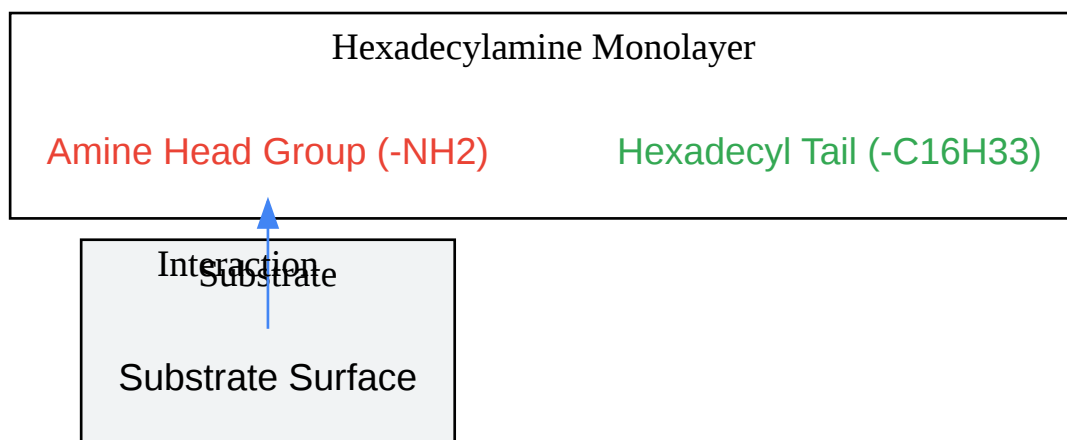 Hexadecylamine Monolayer
Amine Head Group (-NH2)
Hexadecyl Tail (-C16H33)
Interaction
Substrate
Substrate Surface